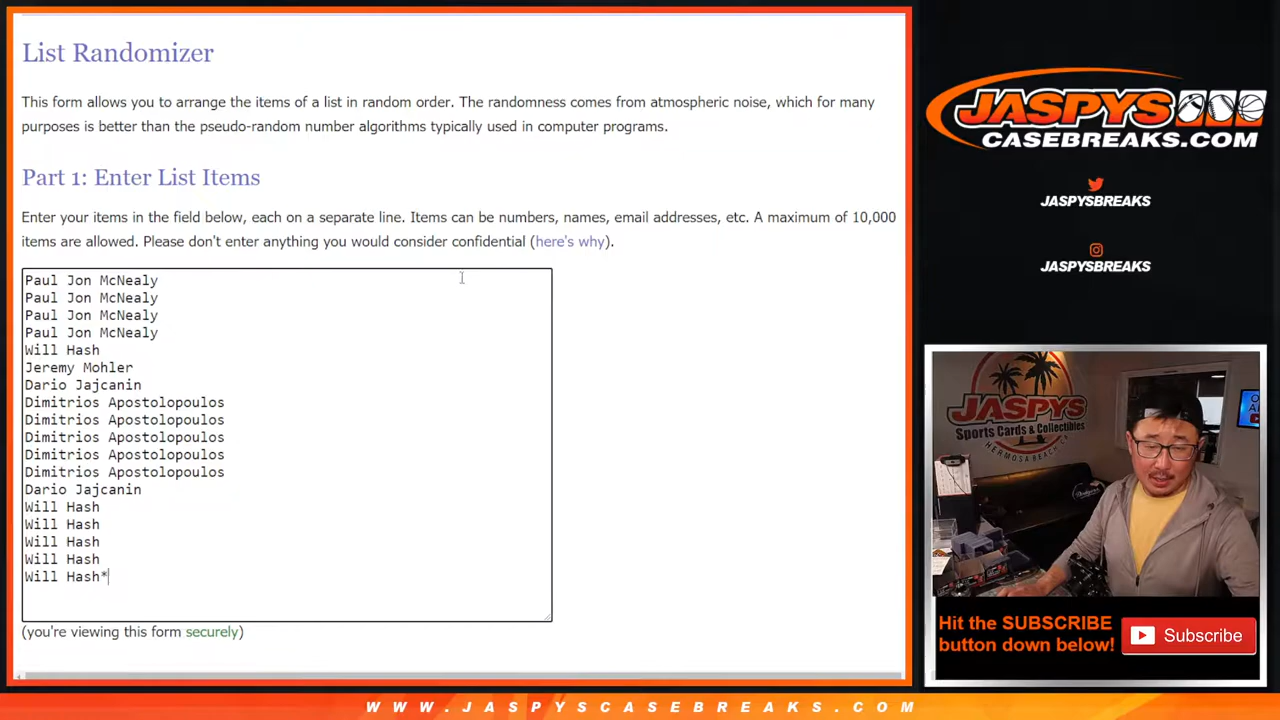 List Randomizer
This form allows you to arrange the items of a list in random order. The randomness comes from atmospheric noise, which for many
purposes is better than the pseudo-random number algorithms typically used in computer programs.
Part 1: Enter List Items
Enter your items in the field below, each on a separate line. Items can be numbers, names, email addresses, etc. A maximum of 10,000
items are allowed. Please don't enter anything you would consider confidential (here's why).
Paul Jon McNealy
Paul Jon McNealy
Paul Jon McNealy
Paul Jon McNealy
Will Hash
Jeremy Mohler
Dario Jajcanin
Dimitrios Apostolopoulos
Dimitrios Apostolopoulos
Dimitrios Apostolopoulos
Dimitrios Apostolopoulos
Dimitrios Apostolopoulos
Dario Jajcanin
Will Hash
Will Hash
Will Hash
Will Hash
Will Hash*
(you're viewing this form securely)
JASPYS
CASEBREAKS.COM
JASPYSBREAKS
JASPYSBREAKS
JASPYS
Sports Cards & Collectibles
HERMOSA BEACH, CA
Hit the SUBSCRIBE
button down below!
Subscribe
WWW.JASPYSCASEBREAKS.COM